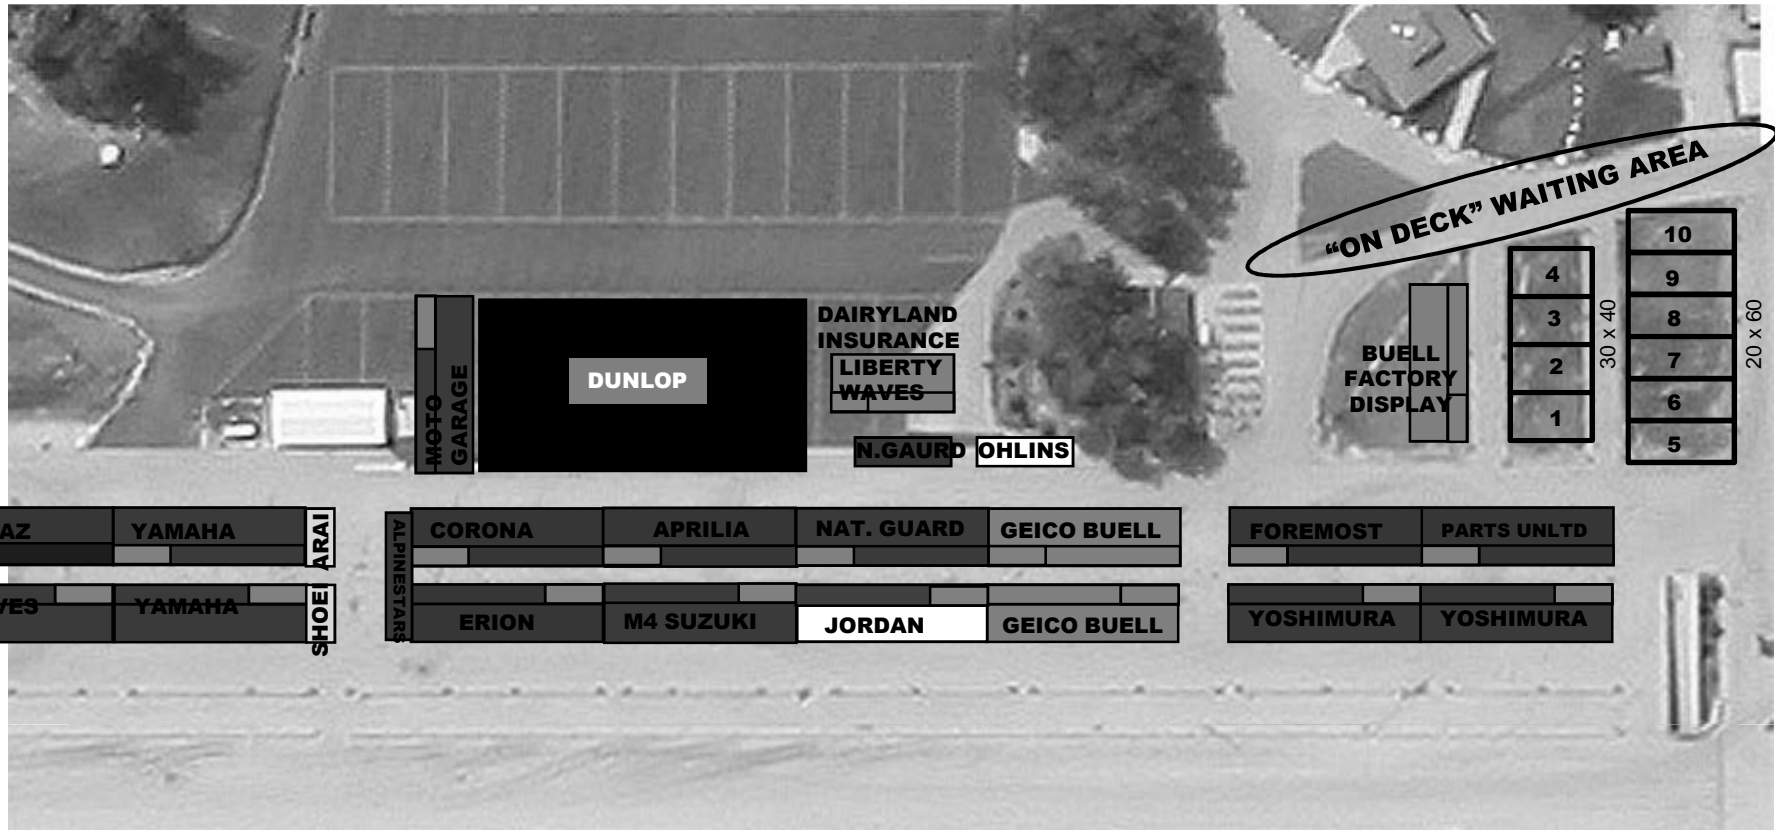 “ON DECK” WAITING AREA
10
9
8
7
6
5
20 x 60
4
3
2
1
30 x 40
BUELL
FACTORY
DISPLAY
MOTO
GARAGE
DUNLOP
DAIRYLAND
INSURANCE
LIBERTY
WAVES
N.GAURD
OHLINS
AZ
YAMAHA
ARAI
ALPINESTARS
CORONA
APRILIA
NAT. GUARD
GEICO BUELL
FOREMOST
PARTS UNLTD
VES
YAMAHA
SHOEI
ERION
M4 SUZUKI
JORDAN
GEICO BUELL
YOSHIMURA
YOSHIMURA